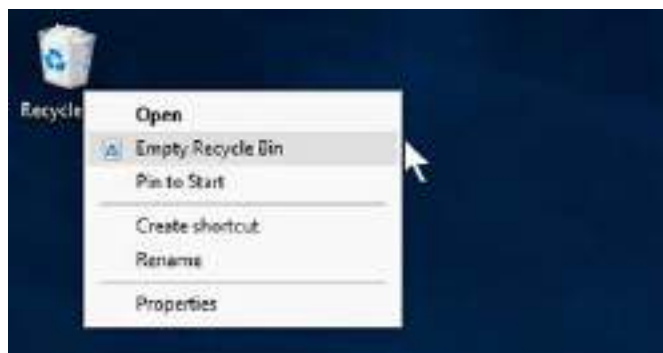 Recycle
Open
Empty Recycle Bin
Pin to Start
Create shortcut
Rename
Properties